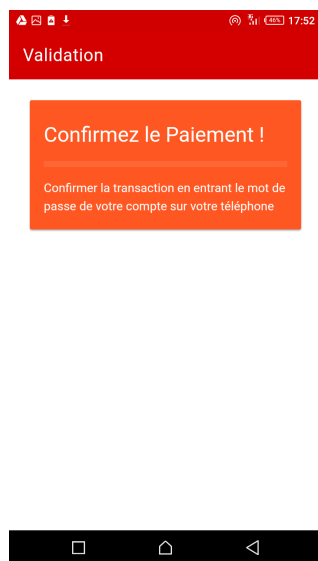 46% 17:52
Validation
Confirmez le Paiement !
Confirmer la transaction en entrant le mot de
passe de votre compte sur votre téléphone